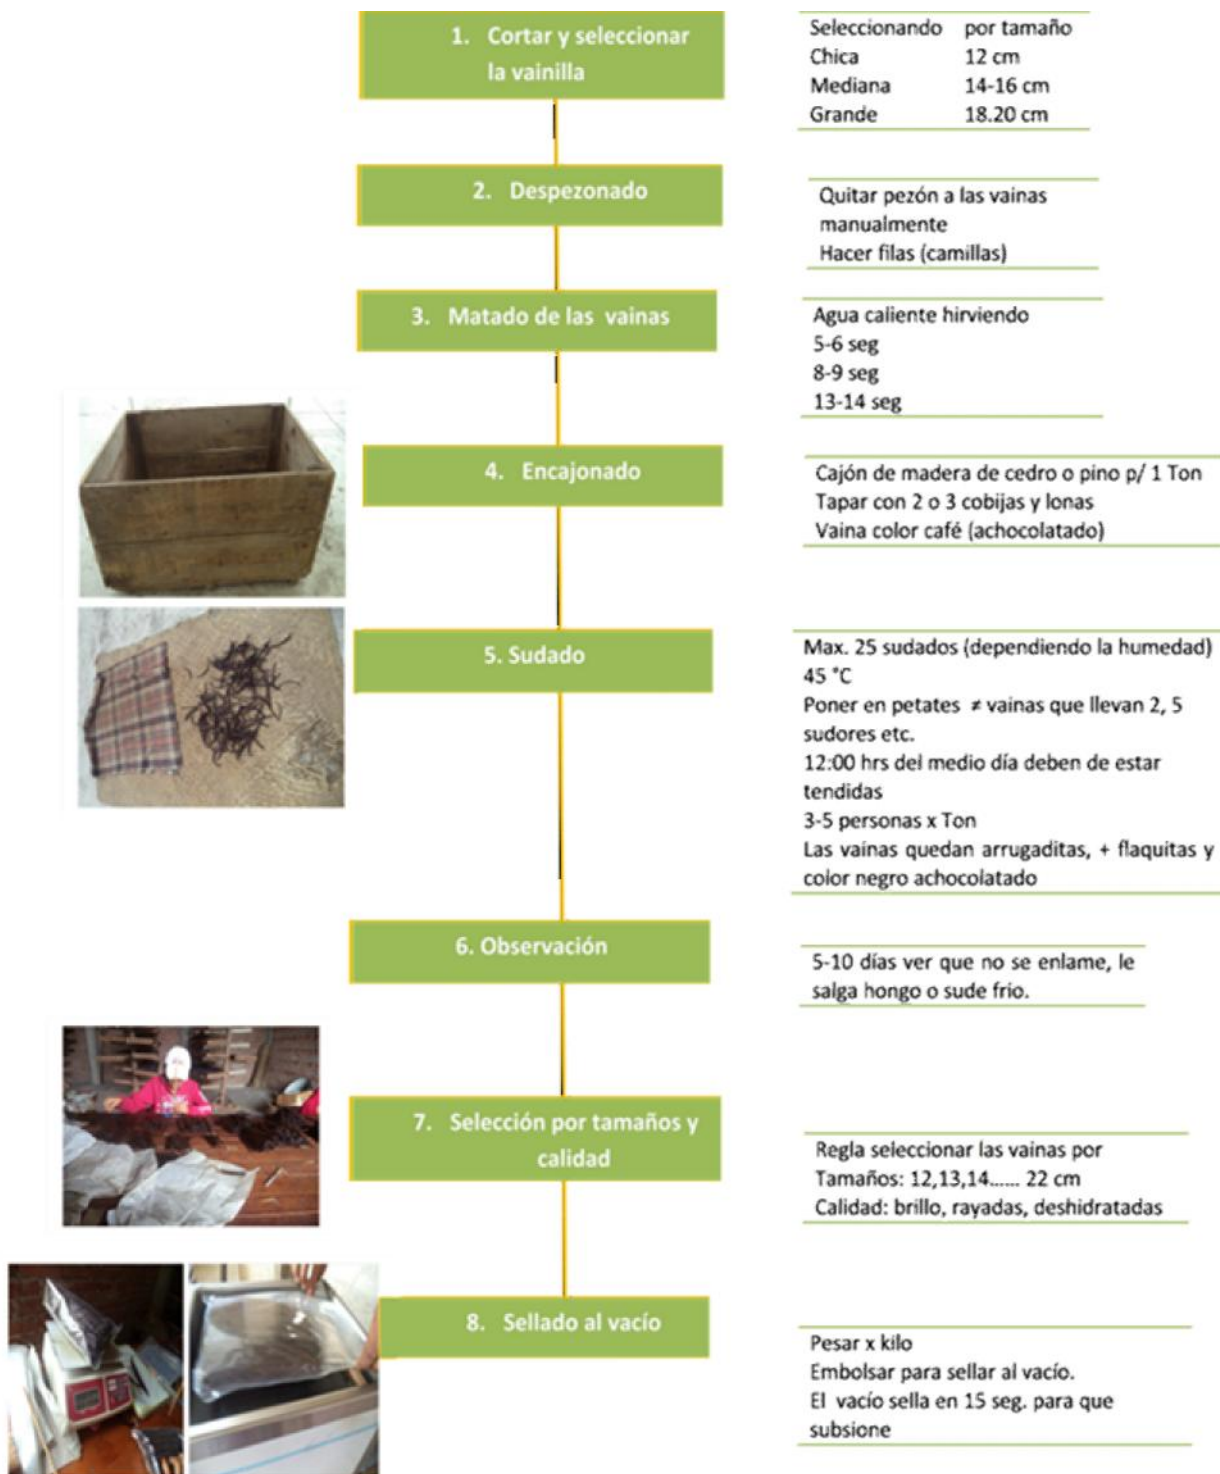 1. Cortar y seleccionar
la vainilla
Seleccionando por tamaño
Chica 12 cm
Mediana 14-16 cm
Grande 18.20 cm
2. Despezonado
Quitar pezón a las vainas
manualmente
Hacer filas (camillas)
3. Matado de las vainas
Agua caliente hirviendo
5-6 seg
8-9 seg
13-14 seg
4. Encajonado
Cajón de madera de cedro o pino p/ 1 Ton
Tapar con 2 o 3 cobijas y lonas
Vaina color café (achocolatado)
5. Sudado
Max. 25 sudados (dependiendo la humedad)
45 °C
Poner en petates ≠ vainas que llevan 2, 5
sudores etc.
12:00 hrs del medio día deben de estar
tendidas
3-5 personas x Ton
Las vainas quedan arrugaditas, + flaquitas y
color negro achocolatado
6. Observación
5-10 días ver que no se enlame, le
salga hongo o sude frio.
7. Selección por tamaños y
calidad
Regla seleccionar las vainas por
Tamaños: 12,13,14...... 22 cm
Calidad: brillo, rayadas, deshidratadas
8. Sellado al vacío
Pesar x kilo
Embolsar para sellar al vacío.
El vacío sella en 15 seg. para que
subsione